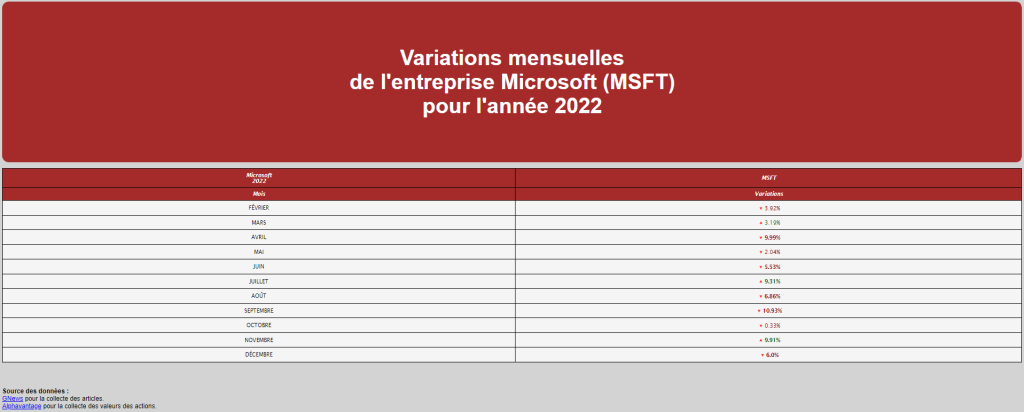 Variations mensuelles
de l'entreprise Microsoft (MSFT)
pour l'année 2022
Microsoft
2022
MSFT
Mois Variations
FÉVRIER ▼ 3.92%
MARS ▲ 3.19%
AVRIL ▼ 9.99%
MAI ▼ 2.04%
JUIN ▼ 5.53%
JUILLET ▲ 9.31%
AOÛT ▼ 6.86%
SEPTEMBRE ▼ 10.93%
OCTOBRE ▼ 0.33%
NOVEMBRE ▲ 9.91%
DÉCEMBRE ▼ 6.0%
Source des données :
GNews pour la collecte des articles.
Alphavantage pour la collecte des valeurs des actions.